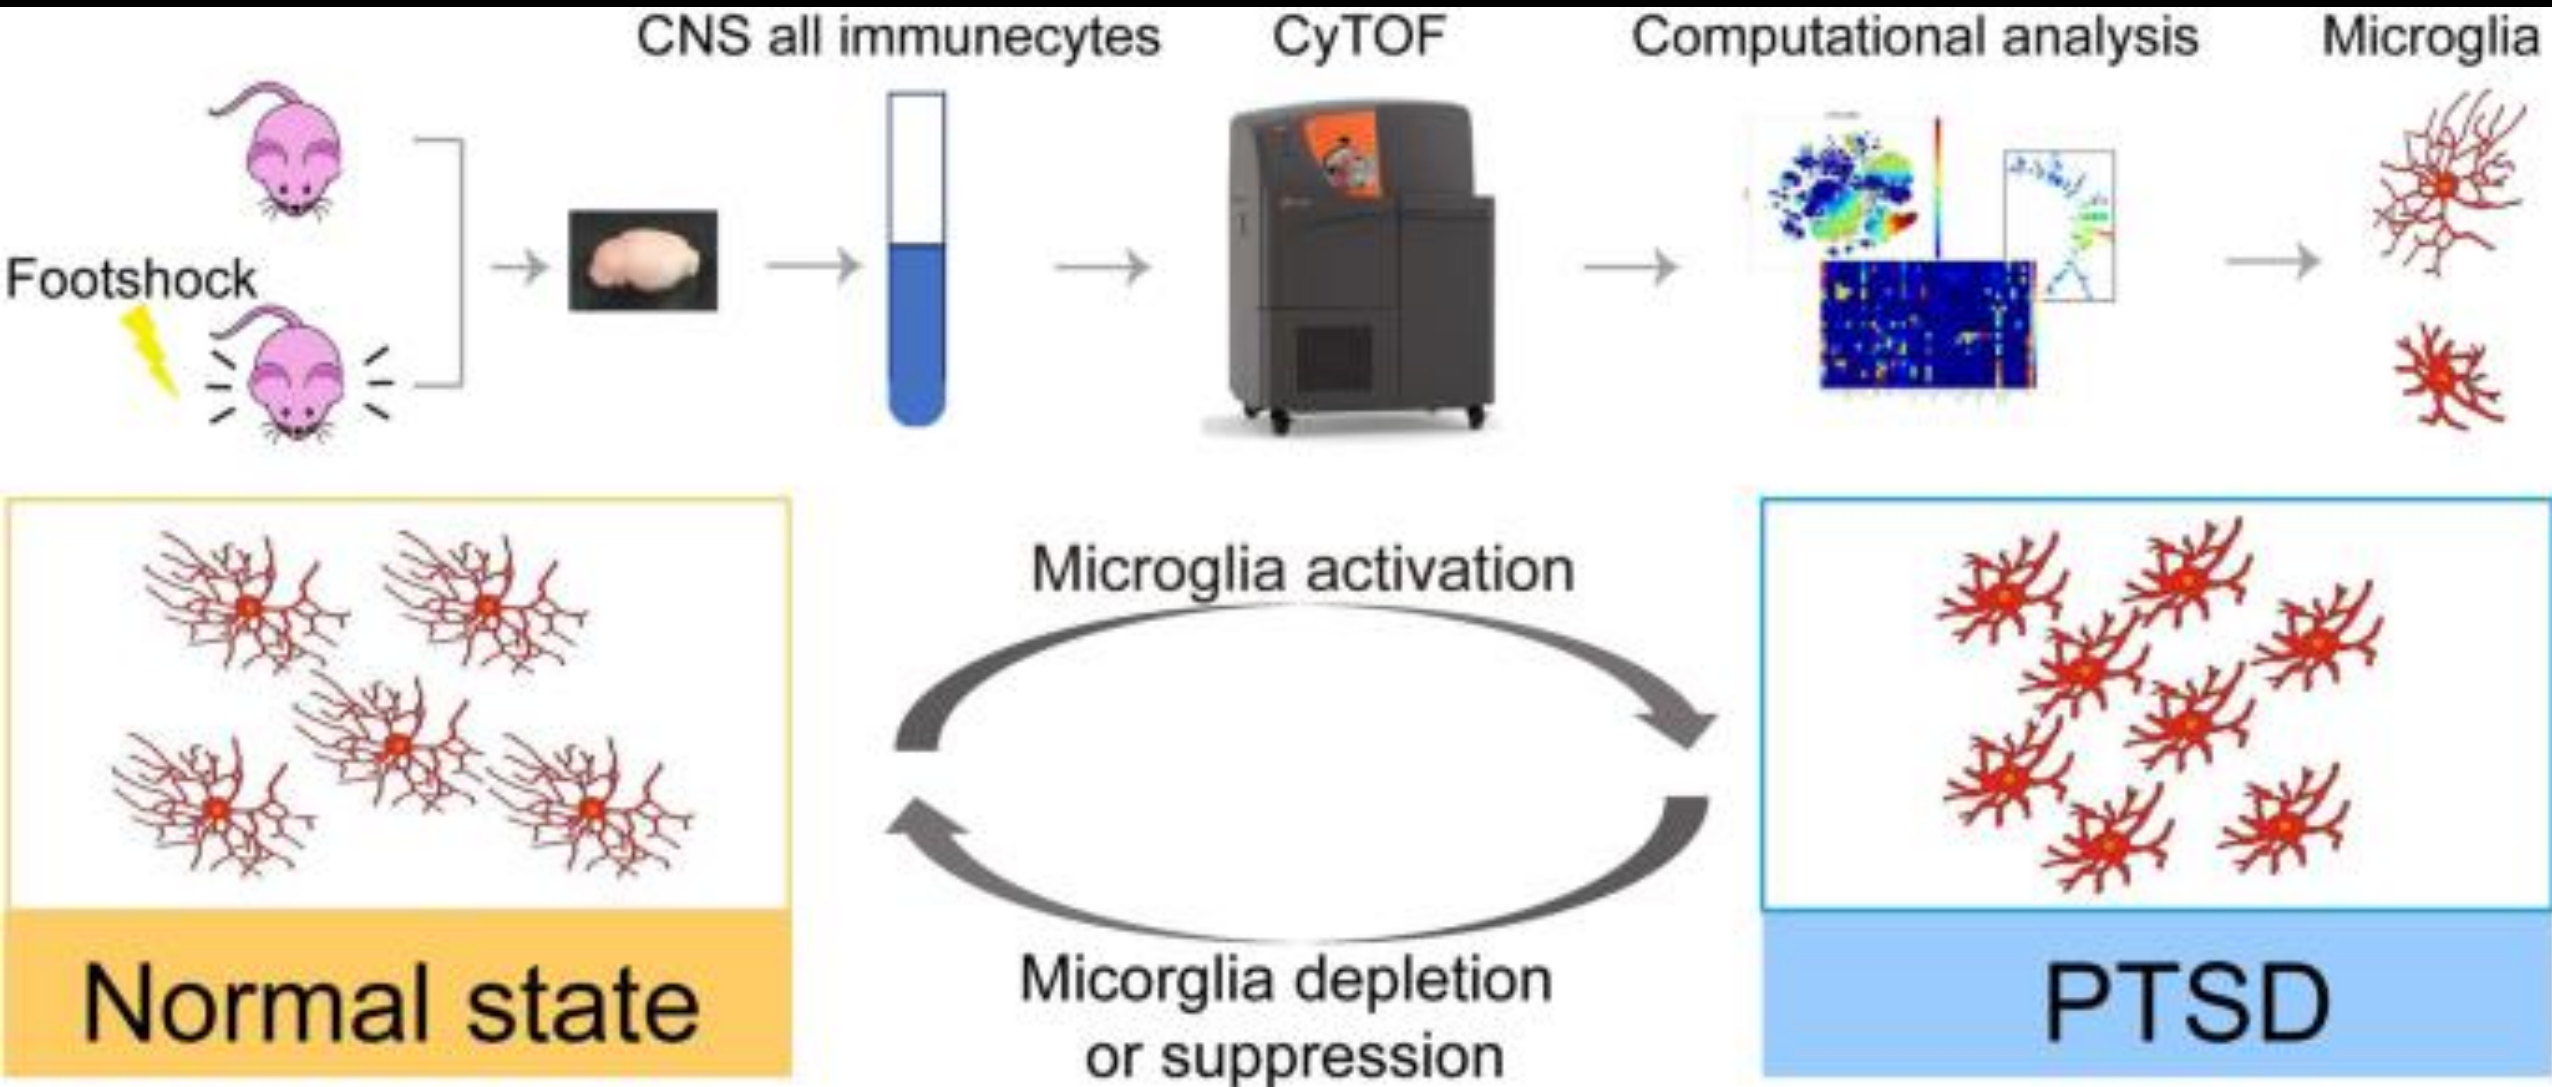 CNS all immunecytes
CyTOF
Computational analysis
Microglia
Footshock
Microglia activation
Micorglia depletion
or suppression
Normal state
PTSD